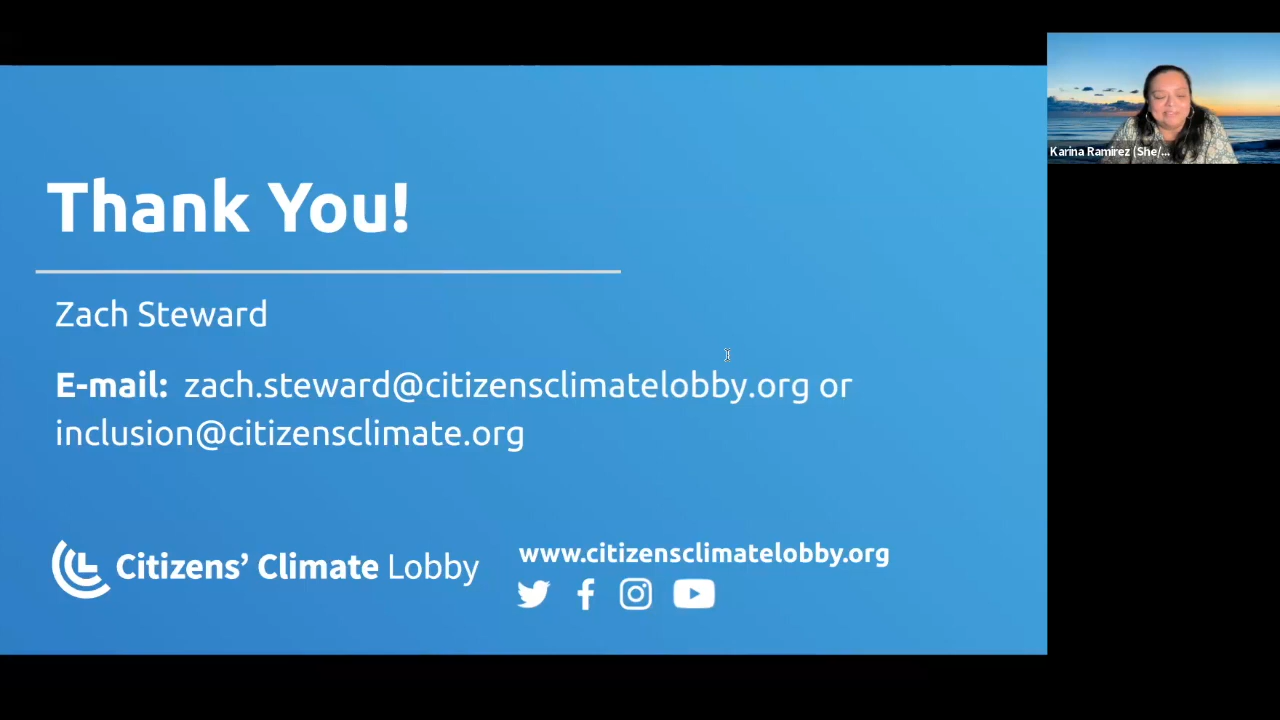 Thank You!
Zach Steward
E-mail: zach.steward@citizensclimatelobby.org or
inclusion@citizensclimate.org
Citizens’ Climate Lobby
www.citizensclimatelobby.org
Karina Ramirez (She/...